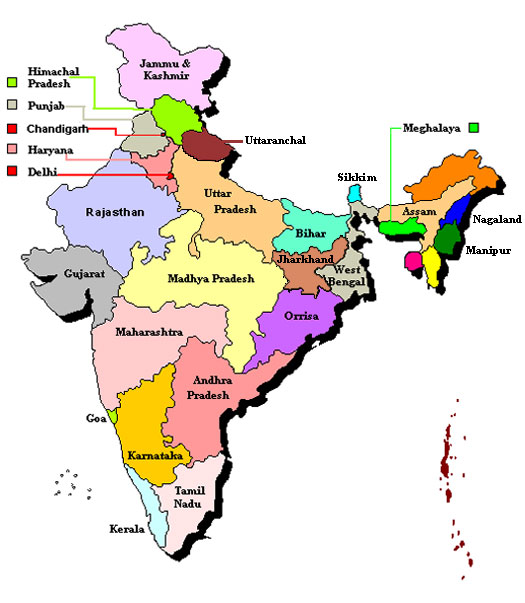 Jammu &
Kashmir
Himachal
Pradesh
Punjab
Chandigarh
Haryana
Delhi
Uttaranchal
Meghalaya
Sikkim
Assam
Nagaland
Manipur
Uttar
Pradesh
Rajasthan
Bihar
Jharkhand
West
Bengal
Gujarat
Madhya Pradesh
Orrisa
Maharashtra
Andhra
Pradesh
Goa
Karnataka
Tamil
Nadu
Kerala